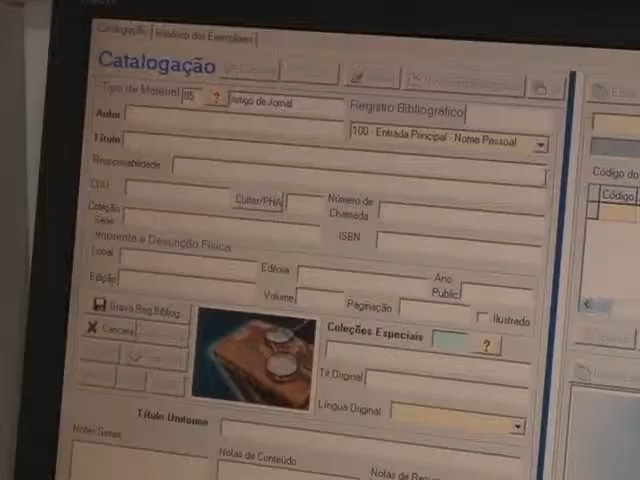 Catalogação Histórico dos Exemplares
Catalogação
Tipo de Material 05 ? Artigo de Jornal
Registro Bibliográfico
Autor
100 - Entrada Principal - Nome Pessoal
Título
Responsabilidade
CDU Cutter/PHA Número de Chamada
Coleção Série ISBN
Imprenta e Descrição Física
Local Editora Ano Public.
Edição Volume Paginação Ilustrado
Grava Reg.Bibliog.
Cancela
Coleções Especiais ?
Tít.Original
Língua Original
Título Uniforme
Notas Gerais
Notas de Conteúdo
Notas de
Código do
Código